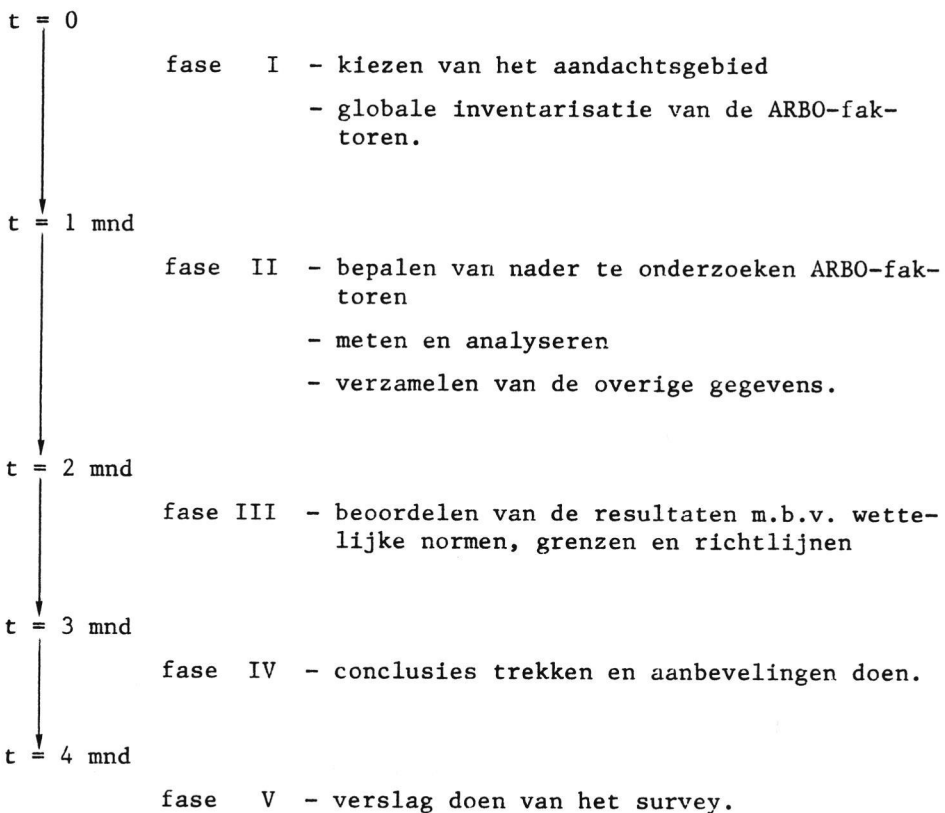 t = 0
fase I - kiezen van het aandachtsgebied
- globale inventarisatie van de ARBO-fak-
toren.
t = 1 mnd
fase II - bepalen van nader te onderzoeken ARBO-fak-
toren
- meten en analyseren
- verzamelen van de overige gegevens.
t = 2 mnd
fase III - beoordelen van de resultaten m.b.v. wette-
lijke normen, grenzen en richtlijnen
t = 3 mnd
fase IV - conclusies trekken en aanbevelingen doen.
t = 4 mnd
fase V - verslag doen van het survey.